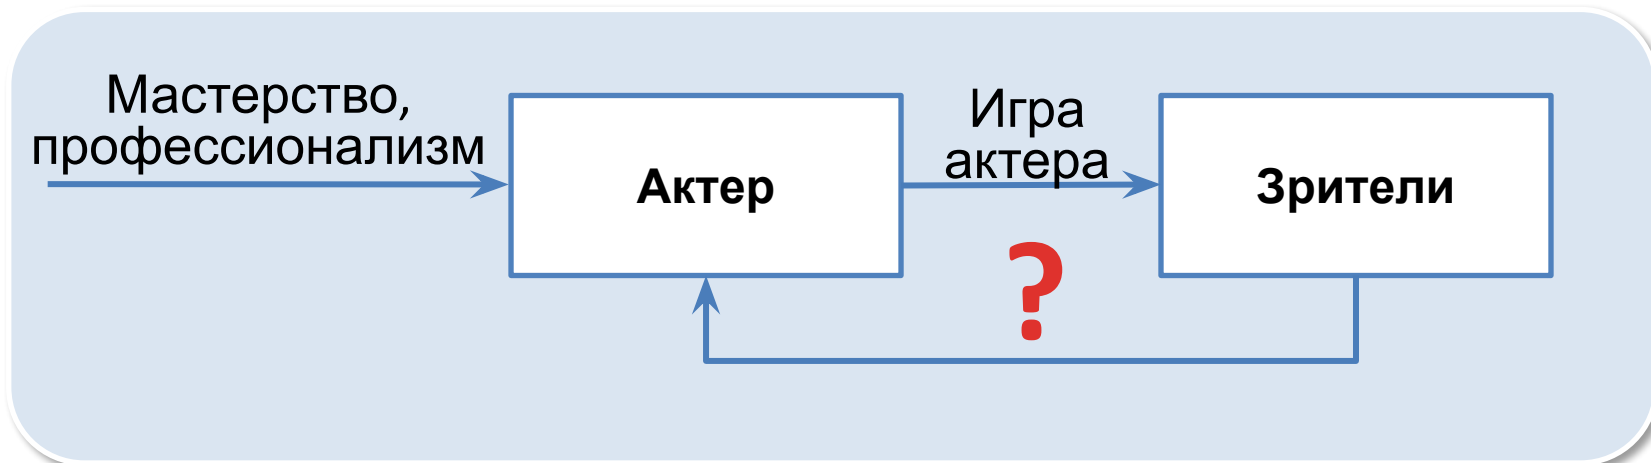 Мастерство,
профессионализм
Актер
Игра
актера
Зрители
?